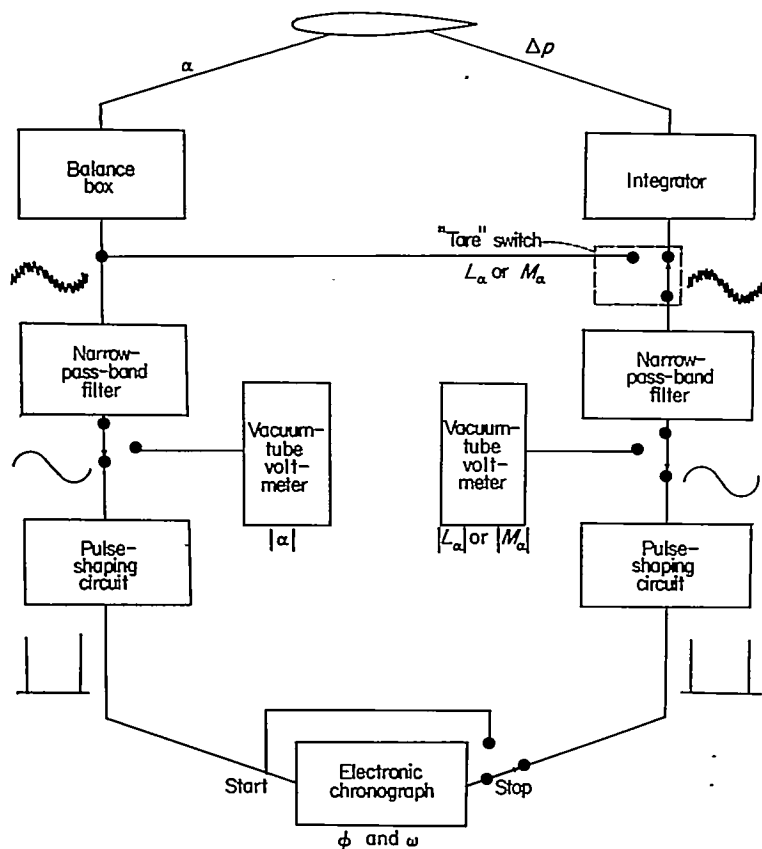 α
Δp
Balance
box
Integrator
"Tare" switch
Lα or Mα
Narrow-
pass-band
filter
Narrow-
pass-band
filter
Vacuum-
tube
volt-
meter
Vacuum-
tube
volt-
meter
|α|
|Lα| or |Mα|
Pulse-
shaping
circuit
Pulse-
shaping
circuit
Start
Electronic
chronograph
Stop
ϕ and ω